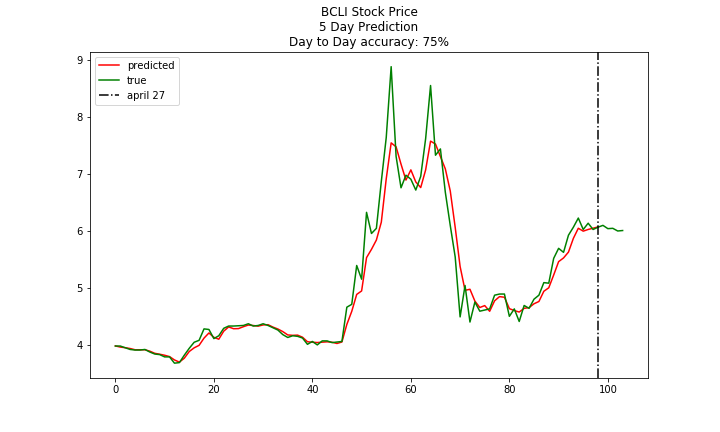 BCLI Stock Price
5 Day Prediction
Day to Day accuracy: 75%
predicted
true
april 27
9
8
7
6
5
4
0 20 40 60 80 100